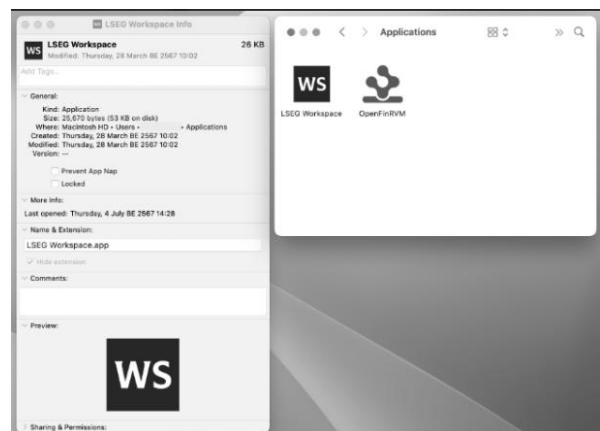 LSEG Workspace Info
WS
LSEG Workspace 26 KB
Modified: Thursday, 28 March BE 2567 10:02
Add Tags...
General:
Kind: Application
Size: 25,670 bytes (53 KB on disk)
Where: Macintosh HD • Users • • Applications
Created: Thursday, 28 March BE 2567 10:02
Modified: Thursday, 28 March BE 2567 10:02
Version: --
Prevent App Nap
Locked
More Info:
Last opened: Thursday, 4 July BE 2567 14:28
Name & Extension:
LSEG Workspace.app
Hide extension
Comments:
Preview:
WS
Sharing & Permissions:
Applications
WS
LSEG Workspace OpenFinRVM